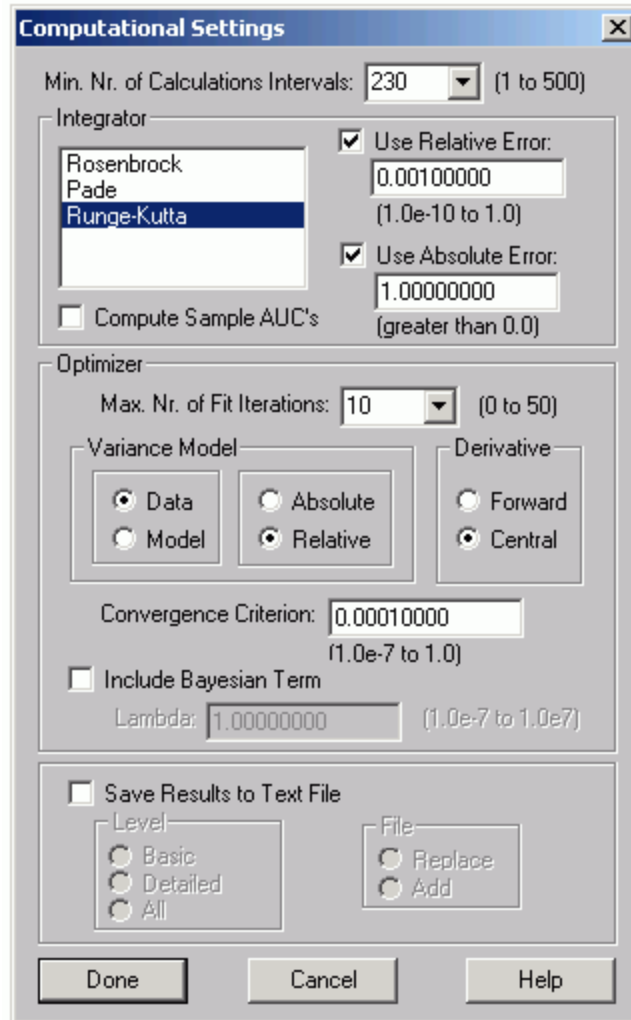 Computational Settings
Min. Nr. of Calculations Intervals: 230 (1 to 500)
Integrator
Rosenbrock
Pade
Runge-Kutta
Compute Sample AUC's
Use Relative Error:
0.00100000
(1.0e-10 to 1.0)
Use Absolute Error:
1.00000000
(greater than 0.0)
Optimizer
Max. Nr. of Fit Iterations: 10 (0 to 50)
Variance Model
Data
Model
Absolute
Relative
Derivative
Forward
Central
Convergence Criterion: 0.00010000
(1.0e-7 to 1.0)
Include Bayesian Term
Lambda: 1.00000000 (1.0e-7 to 1.0e7)
Save Results to Text File
Level
Basic
Detailed
All
File
Replace
Add
Done Cancel Help